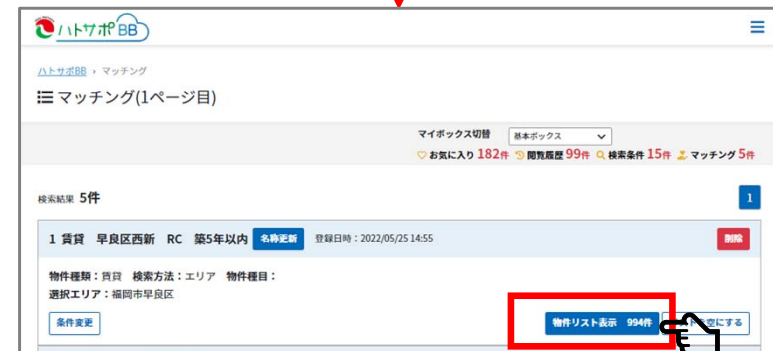 ハトサポBB
ハトサポBB › マッチング
マッチング(1ページ目)
マイボックス切替 基本ボックス
お気に入り 182件 閲覧履歴 99件 検索条件 15件 マッチング 5件
検索結果 5件 1
1 賃貸 早良区西新 RC 築5年以内 名称更新 登録日時：2022/05/25 14:55 削除
物件種類：賃貸 検索方法：エリア 物件種目：
選択エリア：福岡市早良区
条件変更 物件リスト表示 994件 を空にする